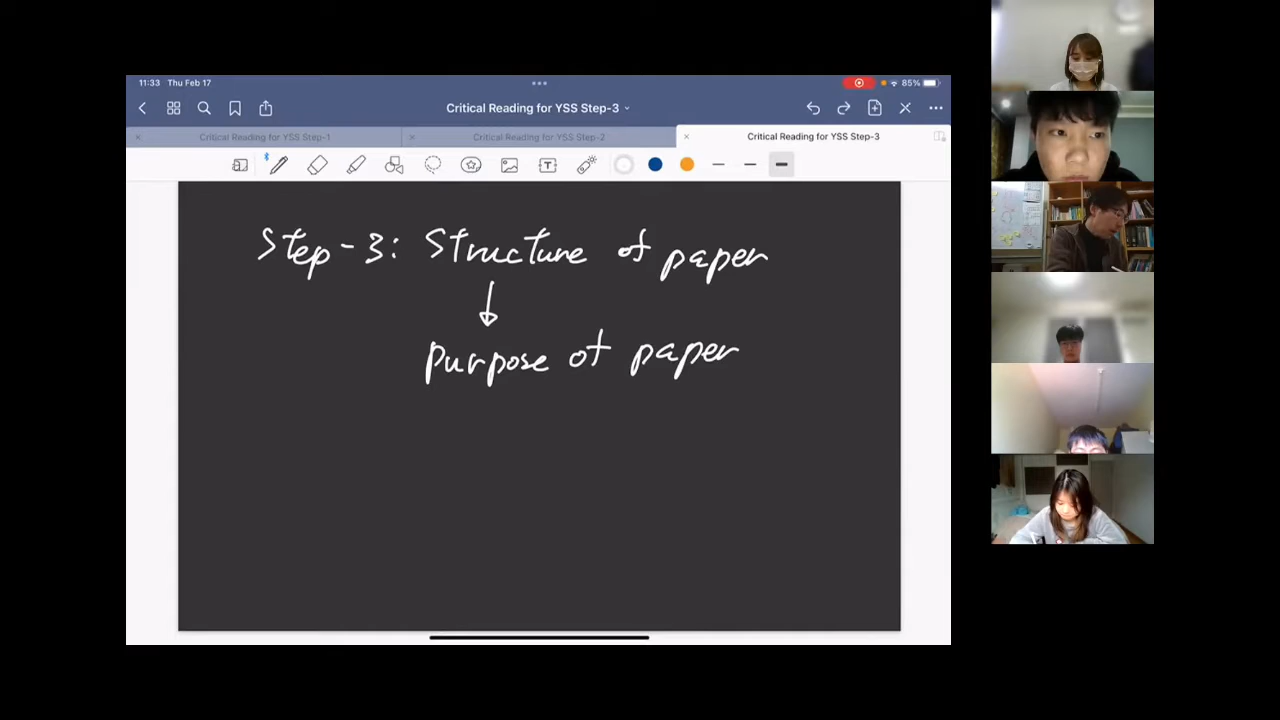 11:33 Thu Feb 17
85%
Critical Reading for YSS Step-3
Critical Reading for YSS Step-1
Critical Reading for YSS Step-2
Critical Reading for YSS Step-3
T
Step-3: Structure of paper
↓
purpose of paper